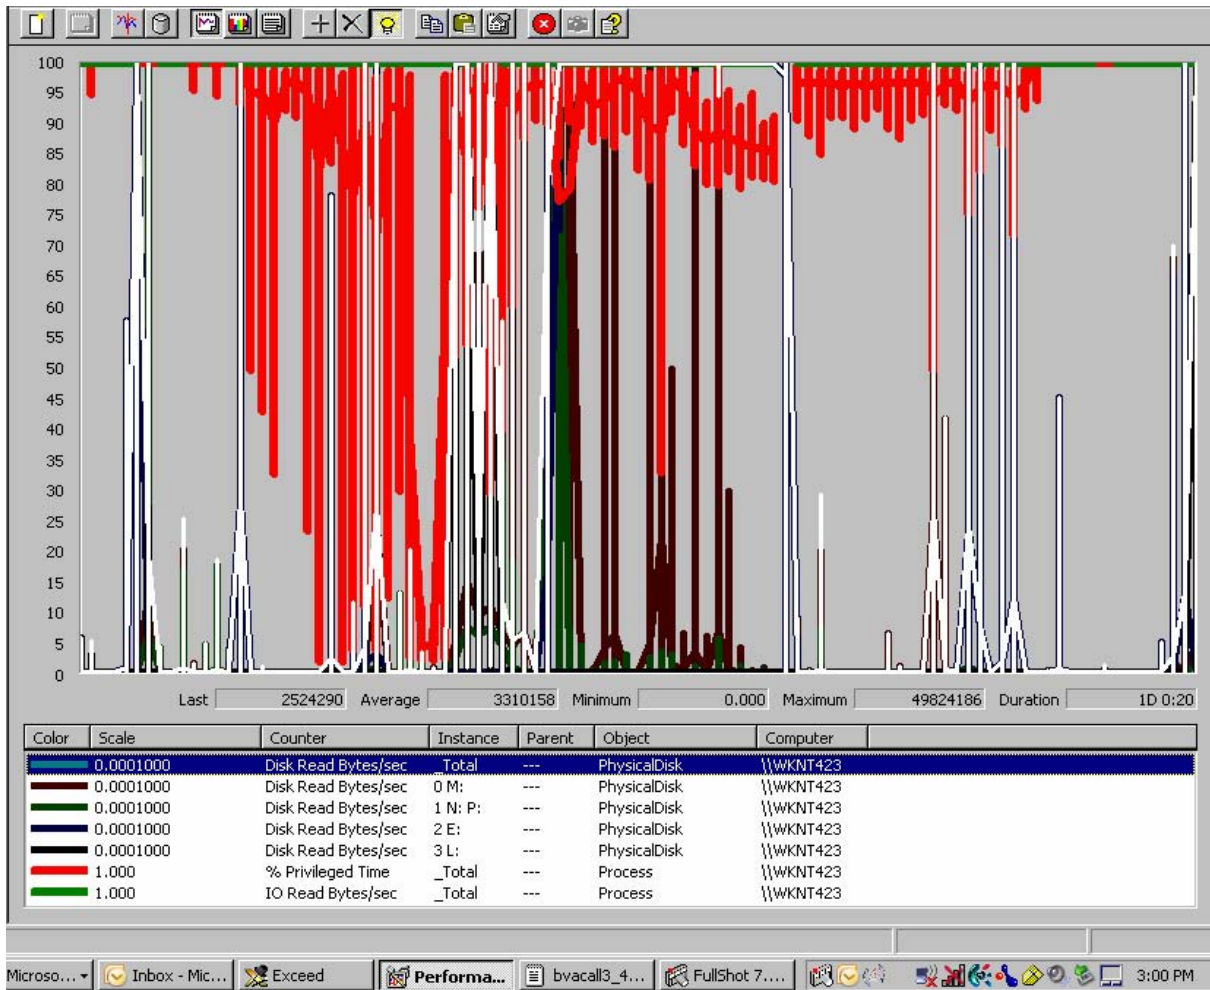 100
95
90
85
80
75
70
65
60
55
50
45
40
35
30
25
20
15
10
5
0
Last 2524290 Average 3310158 Minimum 0.000 Maximum 49824186 Duration 1D 0:20
Color Scale Counter Instance Parent Object Computer
0.0001000 Disk Read Bytes/sec _Total --- PhysicalDisk \\WKNT423
0.0001000 Disk Read Bytes/sec 0 M: --- PhysicalDisk \\WKNT423
0.0001000 Disk Read Bytes/sec 1 N: P: --- PhysicalDisk \\WKNT423
0.0001000 Disk Read Bytes/sec 2 E: --- PhysicalDisk \\WKNT423
0.0001000 Disk Read Bytes/sec 3 L: --- PhysicalDisk \\WKNT423
1.000 % Privileged Time _Total --- Process \\WKNT423
1.000 IO Read Bytes/sec _Total --- Process \\WKNT423
Microso... Inbox - Mic... Exceed Performa... bvacall3_4... FullShot 7.... 3:00 PM